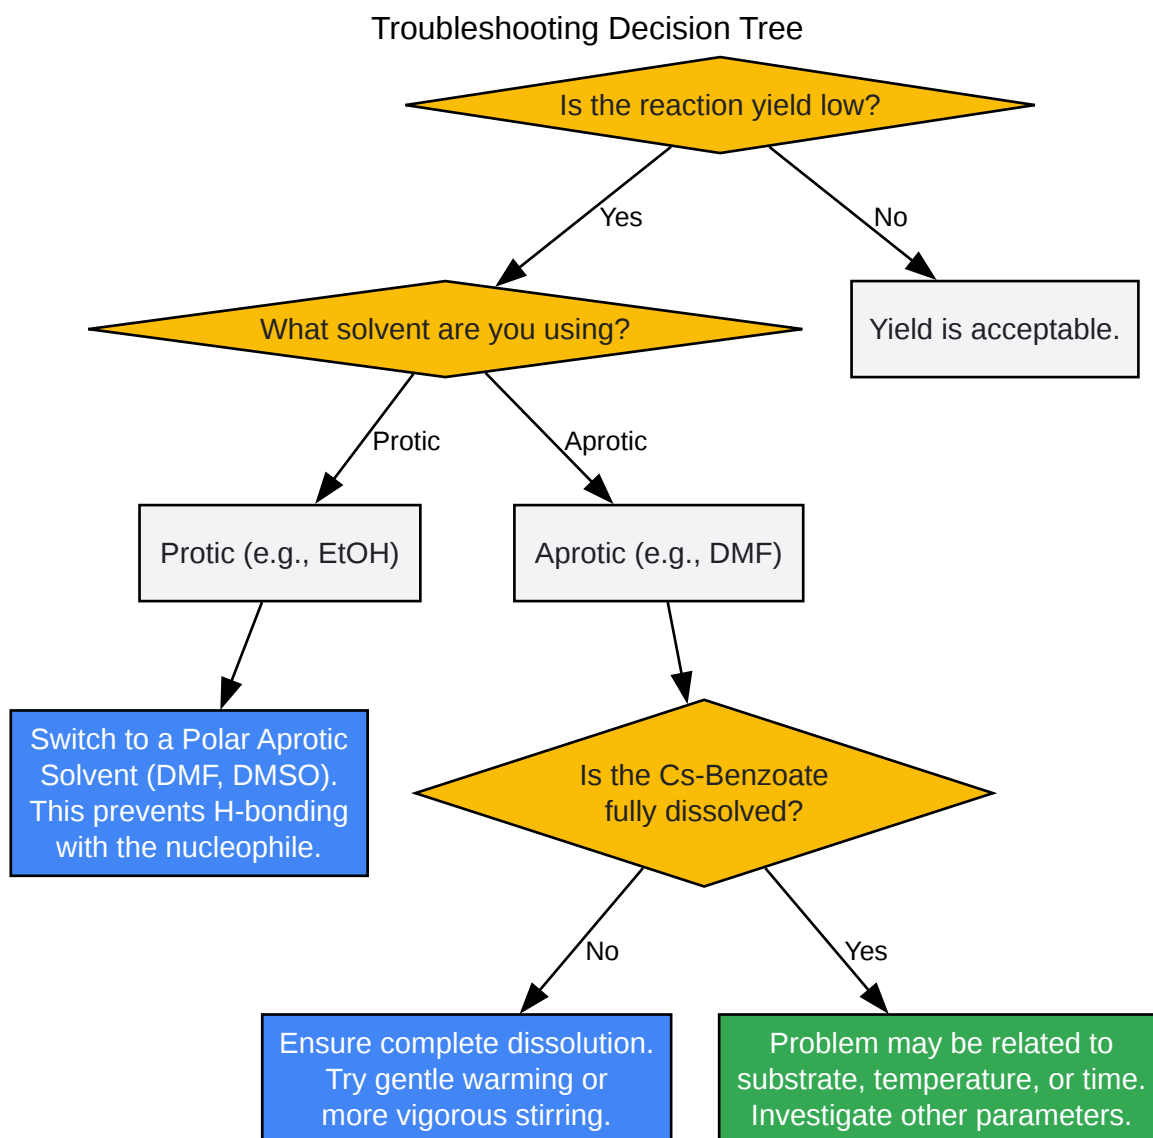 Troubleshooting Decision Tree
Is the reaction yield low?
Yes
No
What solvent are you using?
Yield is acceptable.
Protic
Aprotic
Protic (e.g., EtOH)
Aprotic (e.g., DMF)
Switch to a Polar Aprotic
Solvent (DMF, DMSO).
This prevents H-bonding
with the nucleophile.
Is the Cs-Benzoate
fully dissolved?
No
Yes
Ensure complete dissolution.
Try gentle warming or
more vigorous stirring.
Problem may be related to
substrate, temperature, or time.
Investigate other parameters.